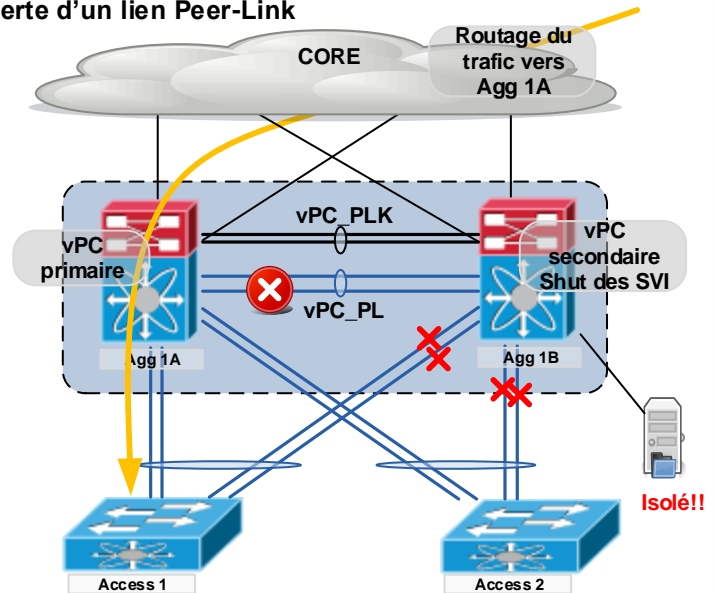 erte d'un lien Peer-Link
CORE
Routage du
trafic vers
Agg 1A
vPC_PLK
vPC
primaire
vPC
secondaire
Shut des SVI
vPC_PL
Agg 1A
Agg 1B
Isolé!!
Access 1
Access 2